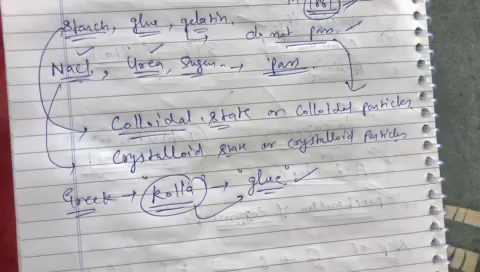 Starch, glue, gelatin, do not pass.
NaCl, Urea, Sugar → pass.
Colloidal state or Colloidal particles
Crystalloid state or crystalloid particles
Greek → "Kolla" → "glue"